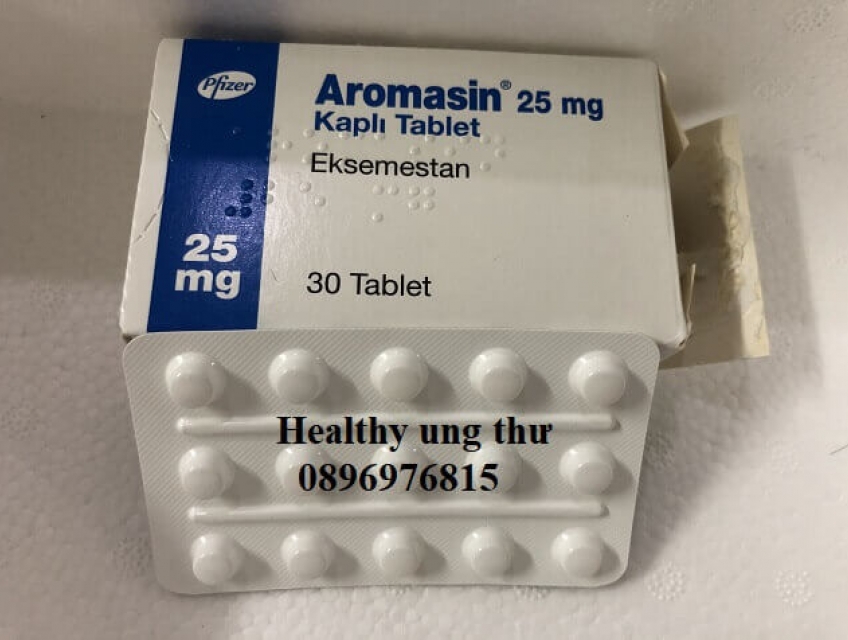 Pfizer
Aromasin® 25 mg
Kaplı Tablet
Eksemestan
25
mg
30 Tablet
Healthy ung thư
0896976815